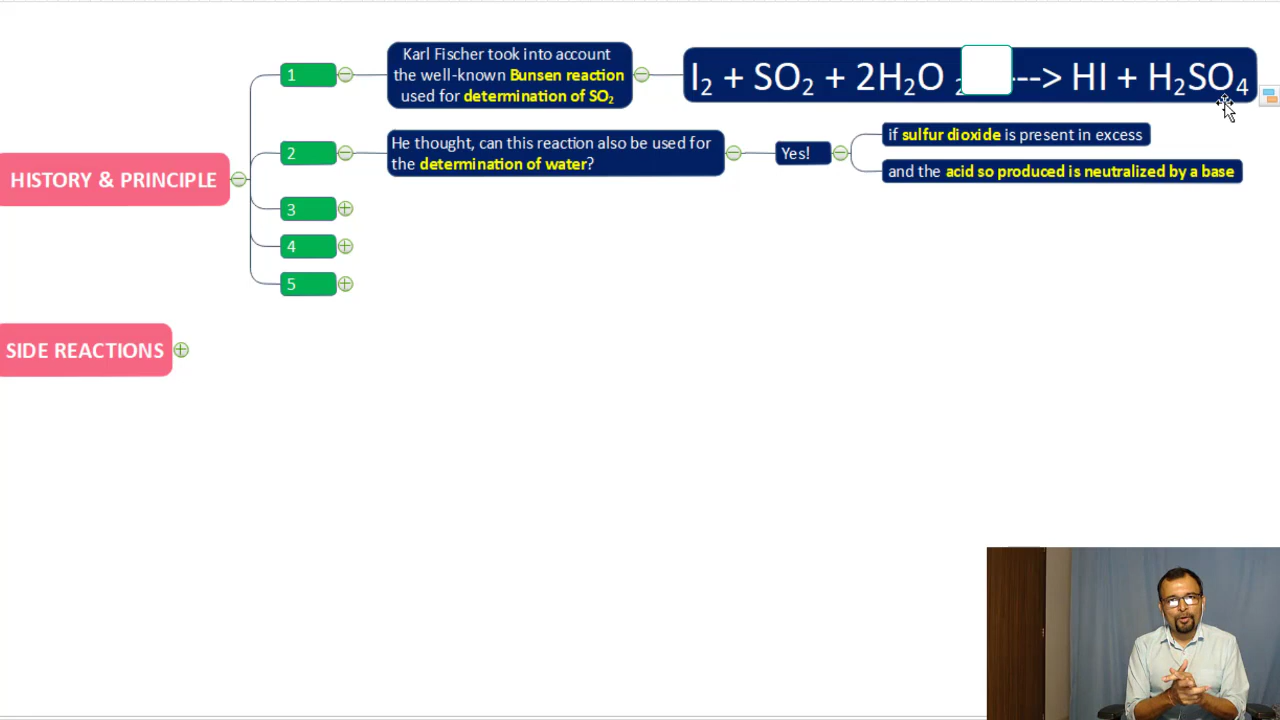 Karl Fischer took into account
the well-known Bunsen reaction
used for determination of SO₂
1
I₂ + SO₂ + 2H₂O ₂ --> HI + H₂SO₄
He thought, can this reaction also be used for
the determination of water?
2
Yes!
if sulfur dioxide is present in excess
and the acid so produced is neutralized by a base
HISTORY & PRINCIPLE
3
4
5
SIDE REACTIONS